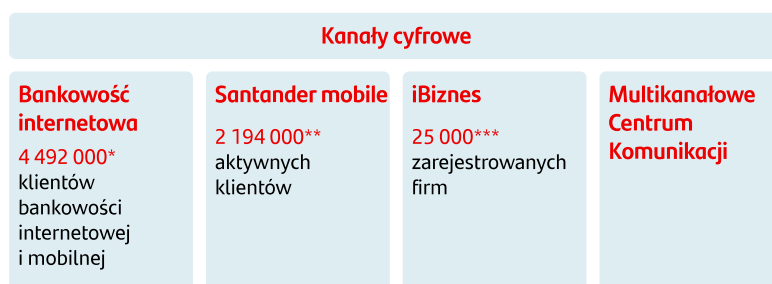 Kanały cyfrowe
Bankowość
internetowa
4 492 000*
klientów
bankowości
internetowej
i mobilnej
Santander mobile
2 194 000**
aktywnych
klientów
iBiznes
25 000***
zarejestrowanych
firm
Multikanałowe
Centrum
Komunikacji